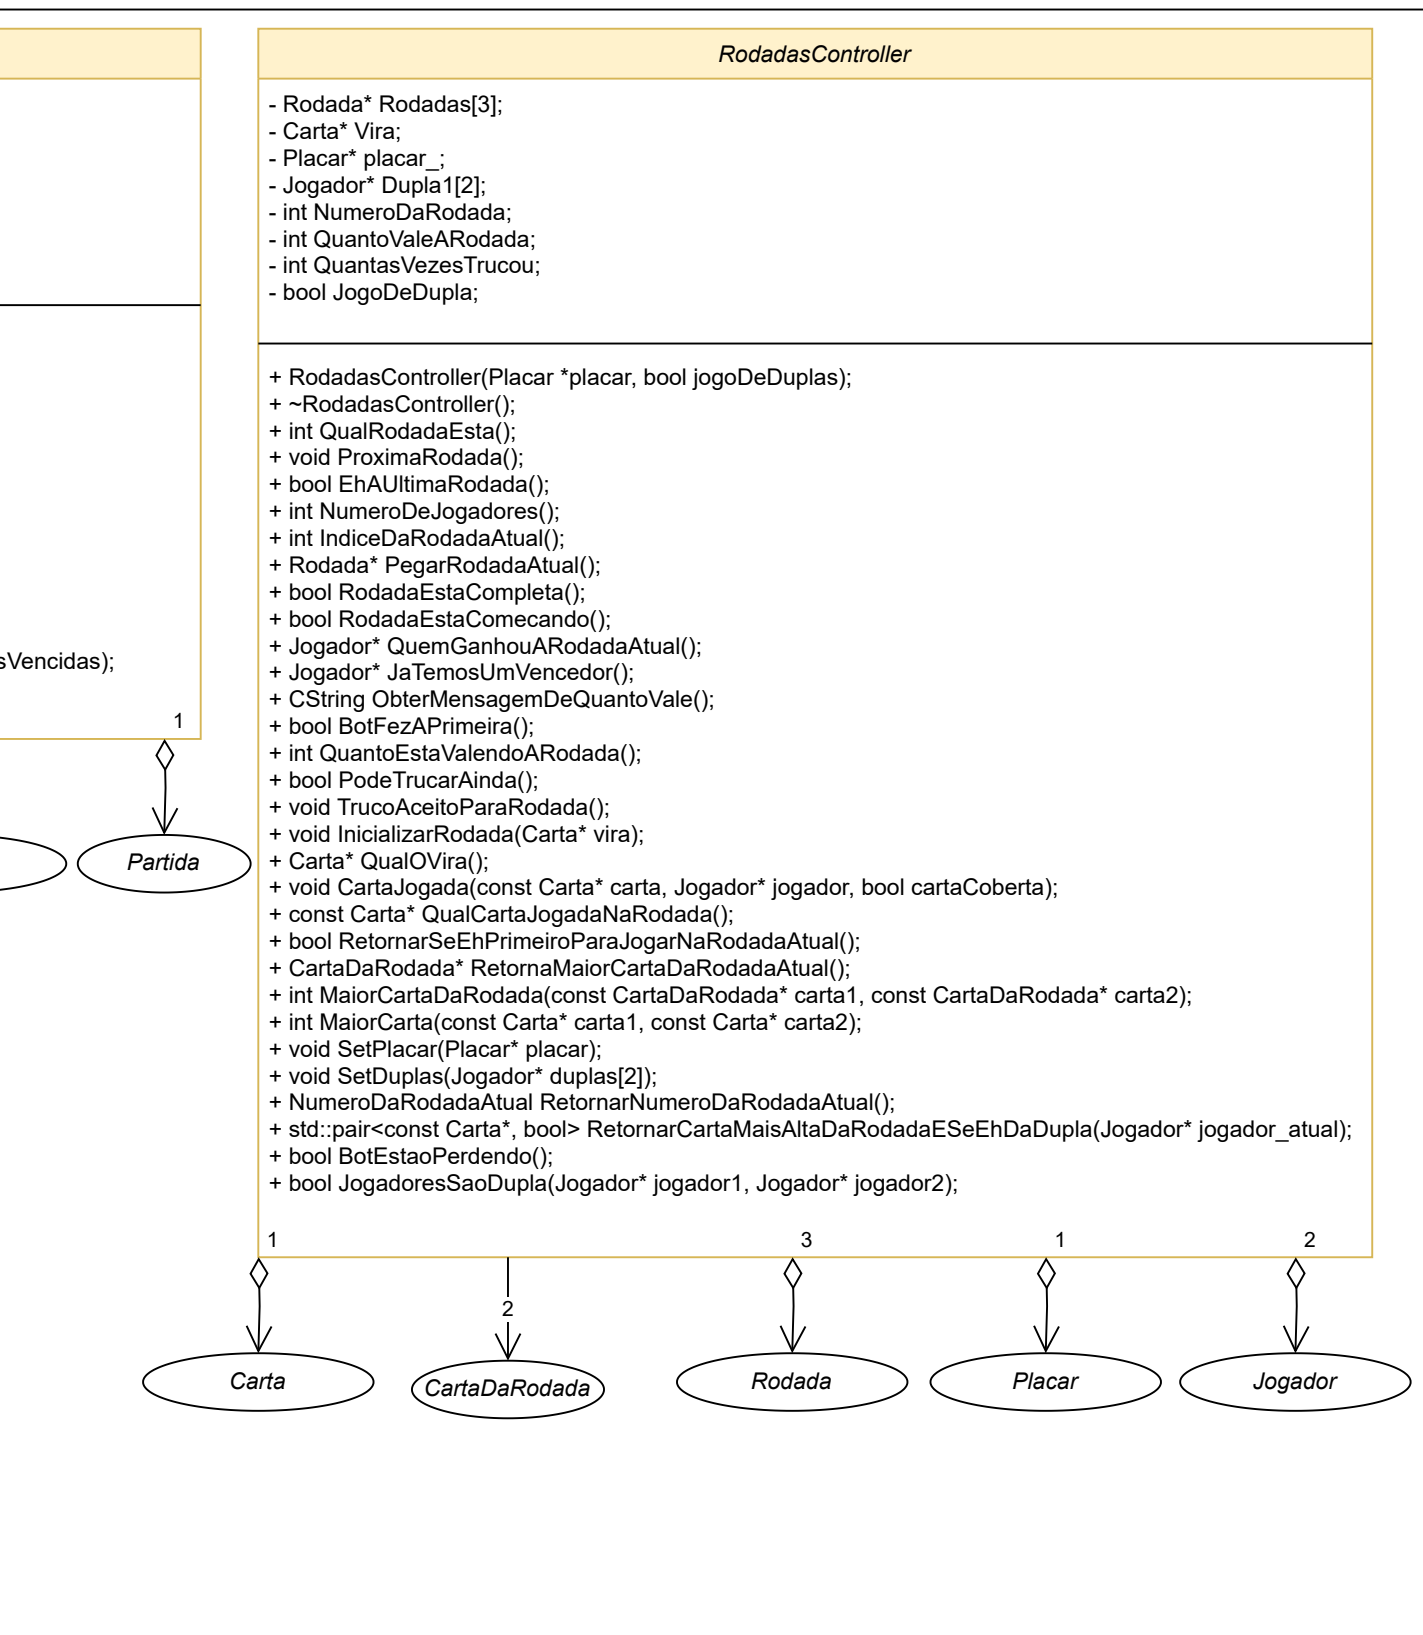 sVencidas);
1
Partida
RodadasController
- Rodada* Rodadas[3];
- Carta* Vira;
- Placar* placar_;
- Jogador* Dupla1[2];
- int NumeroDaRodada;
- int QuantoValeARodada;
- int QuantasVezesTrucou;
- bool JogoDeDupla;
+ RodadasController(Placar *placar, bool jogoDeDuplas);
+ ~RodadasController();
+ int QualRodadaEsta();
+ void ProximaRodada();
+ bool EhAUltimaRodada();
+ int NumeroDeJogadores();
+ int IndiceDaRodadaAtual();
+ Rodada* PegarRodadaAtual();
+ bool RodadaEstaCompleta();
+ bool RodadaEstaComecando();
+ Jogador* QuemGanhouARodadaAtual();
+ Jogador* JaTemosUmVencedor();
+ CString ObterMensagemDeQuantoVale();
+ bool BotFezAPrimeira();
+ int QuantoEstaValendoARodada();
+ bool PodeTrucarAinda();
+ void TrucoAceitoParaRodada();
+ void InicializarRodada(Carta* vira);
+ Carta* QualOVira();
+ void CartaJogada(const Carta* carta, Jogador* jogador, bool cartaCoberta);
+ const Carta* QualCartaJogadaNaRodada();
+ bool RetornarSeEhPrimeiroParaJogarNaRodadaAtual();
+ CartaDaRodada* RetornaMaiorCartaDaRodadaAtual();
+ int MaiorCartaDaRodada(const CartaDaRodada* carta1, const CartaDaRodada* carta2);
+ int MaiorCarta(const Carta* carta1, const Carta* carta2);
+ void SetPlacar(Placar* placar);
+ void SetDuplas(Jogador* duplas[2]);
+ NumeroDaRodadaAtual RetornarNumeroDaRodadaAtual();
+ std::pair<const Carta*, bool> RetornarCartaMaisAltaDaRodadaESeEhDaDupla(Jogador* jogador_atual);
+ bool BotEstaoPerdendo();
+ bool JogadoresSaoDupla(Jogador* jogador1, Jogador* jogador2);
1
3
1
2
2
Carta
CartaDaRodada
Rodada
Placar
Jogador